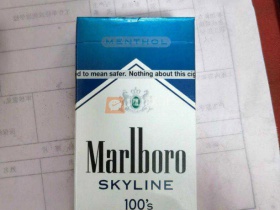 MENTHOL
d to mean safer. Nothing about this cig
Marlboro
SKYLINE
100's